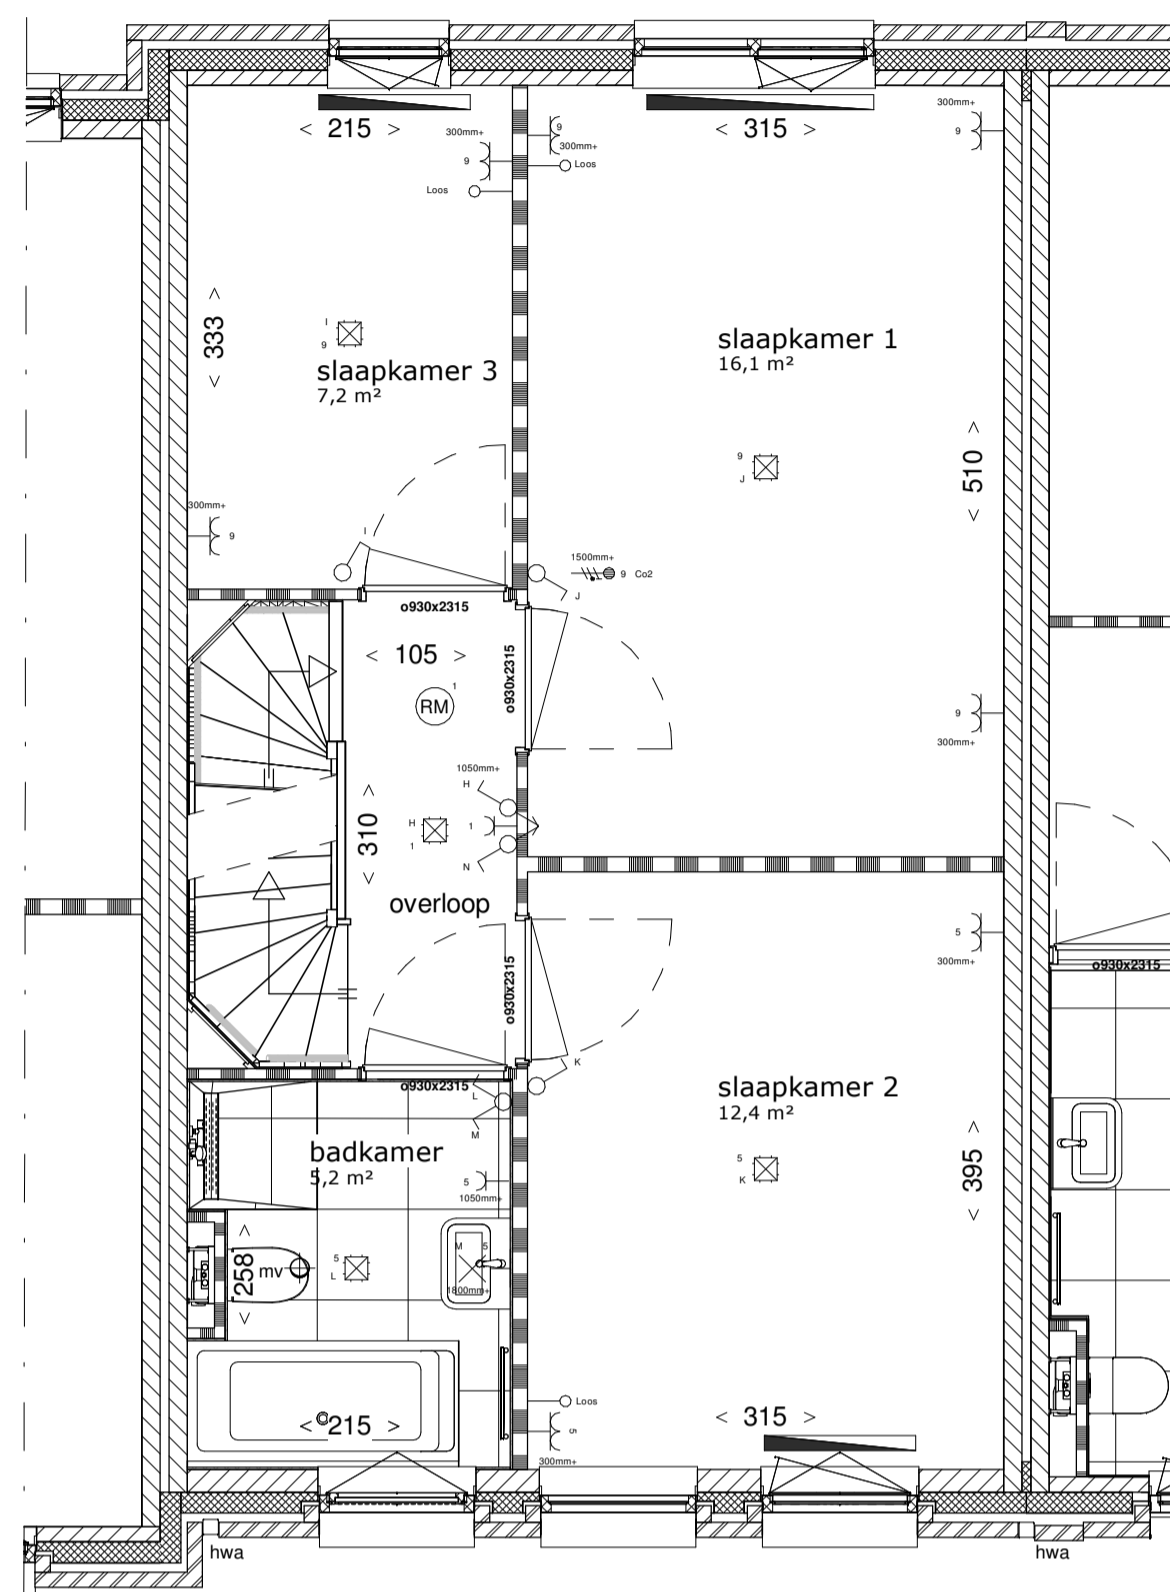 300mm+
< 215 >
< 315 >
9
9
300mm+
9
300mm+
Loos
Loos
< 333 >
I
9
slaapkamer 3
7,2 m²
slaapkamer 1
16,1 m²
9
J
< 510 >
300mm+
9
I
1500mm+
9 Co2
J
o930x2315
< 105 >
o930x2315
RM
1
9
300mm+
1050mm+
H
H
1
1
N
< 310 >
overloop
5
300mm+
o930x2315
o930x2315
K
o930x2315
L
M
slaapkamer 2
12,4 m²
badkamer
5,2 m²
5
1050mm+
5
K
< 395 >
< 258 >
mv
5
L
M 5
1800mm+
Loos
5
300mm+
< 215 >
< 315 >
hwa
hwa